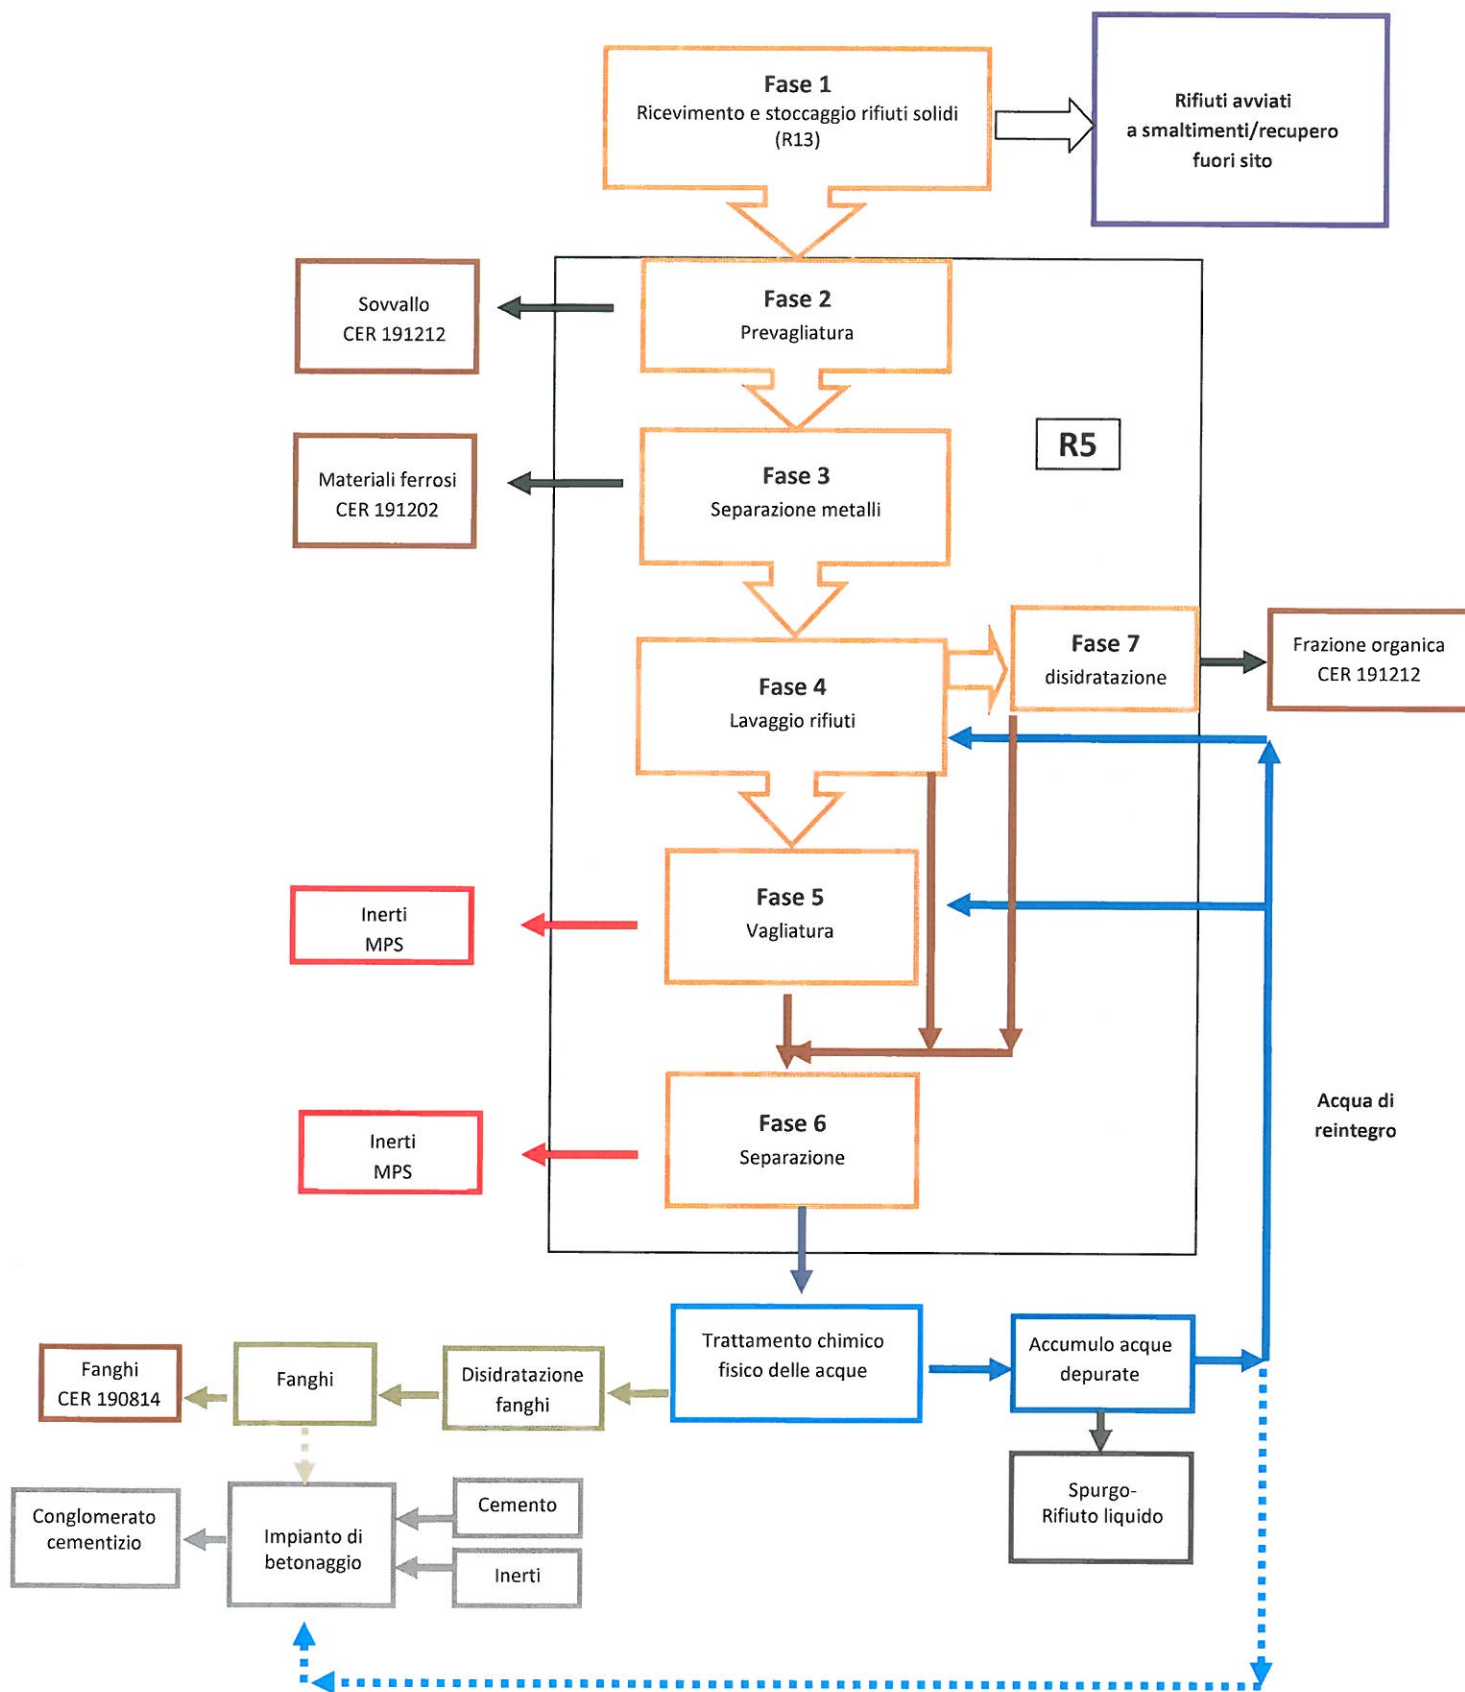 Fase 1
Ricevimento e stoccaggio rifiuti solidi
(R13)
Rifiuti avviati
a smaltimenti/recupero
fuori sito
Sovvallo
CER 191212
Fase 2
Prevagliatura
R5
Materiali ferrosi
CER 191202
Fase 3
Separazione metalli
Fase 4
Lavaggio rifiuti
Fase 7
disidratazione
Frazione organica
CER 191212
Inerti
MPS
Fase 5
Vagliatura
Inerti
MPS
Fase 6
Separazione
Acqua di
reintegro
Fanghi
CER 190814
Fanghi
Disidratazione
fanghi
Trattamento chimico
fisico delle acque
Accumulo acque
depurate
Conglomerato
cementizio
Impianto di
betonaggio
Cemento
Inerti
Spurgo-
Rifiuto liquido